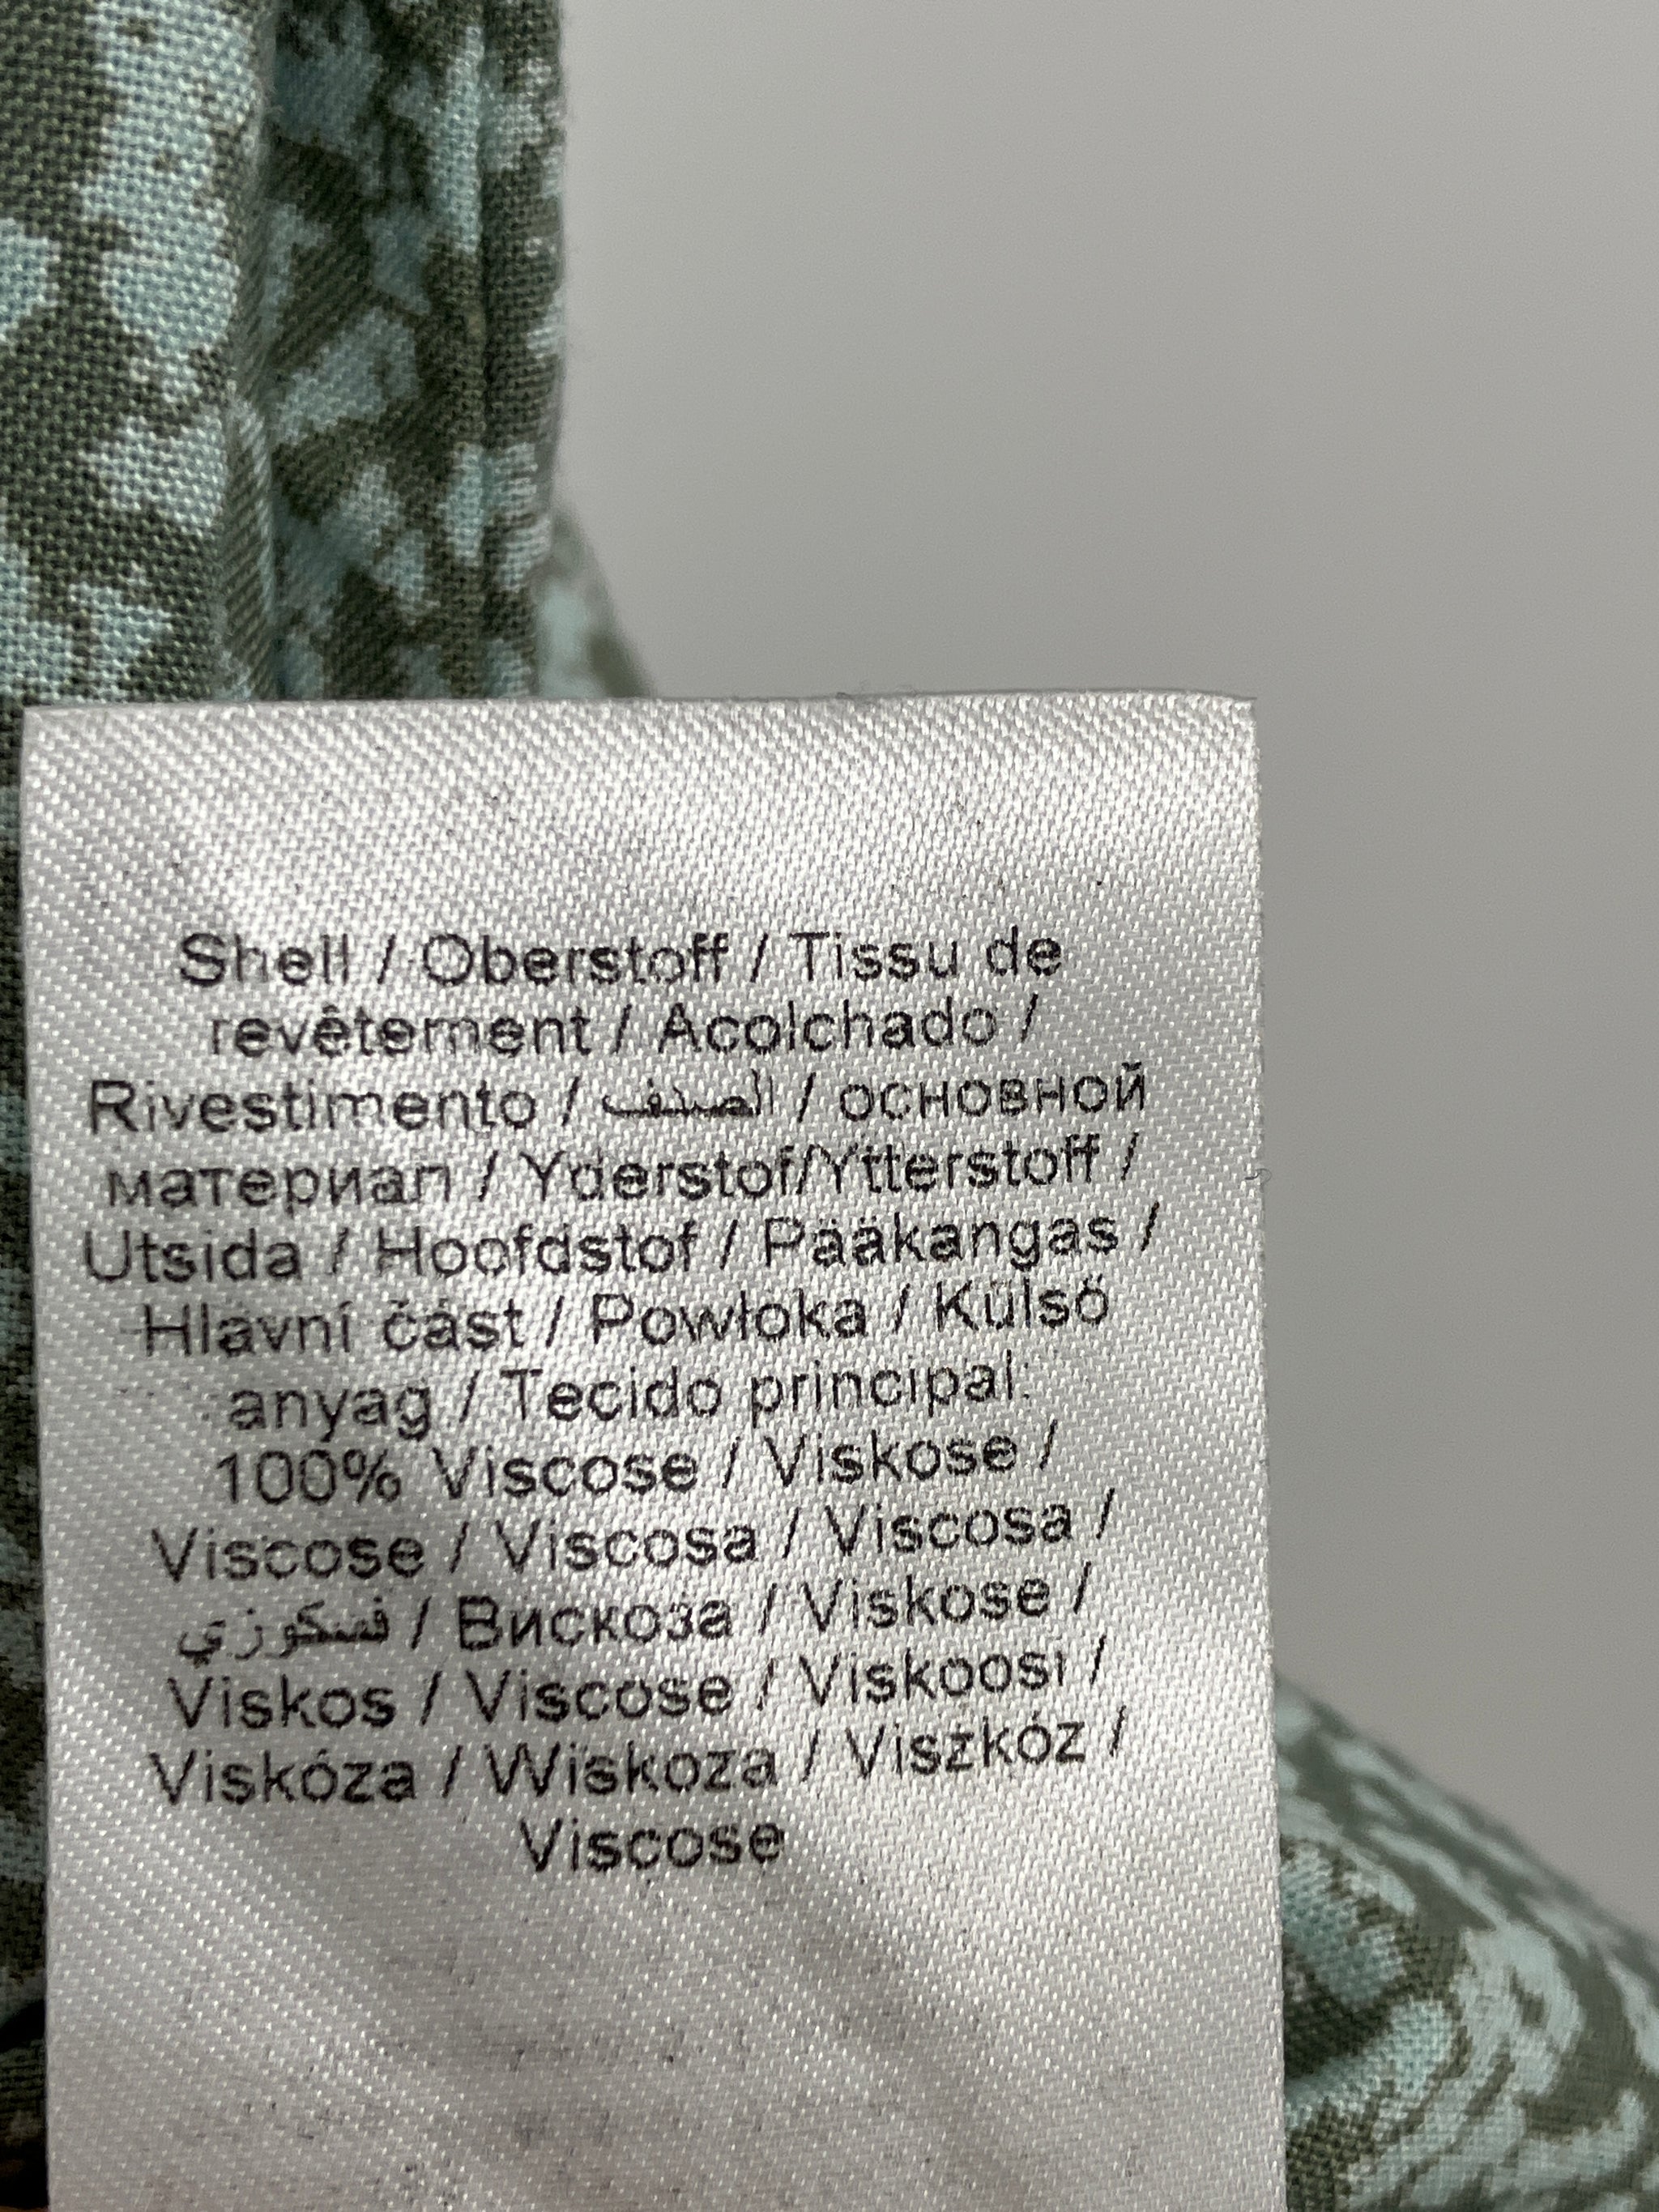 Shell / Oberstoff / Tissu de
revêtement / Acolchado /
Rivestimento / الصنف / основной
материал / Yderstof/Ytterstoff /
Utsida / Hoofdstof / Pääkangas /
Hlavní část / Powłoka / Külső
anyag / Tecido principal:
100% Viscose / Viskose /
Viscose / Viscosa / Viscosa /
فسكوزي / Вискоза / Viskose /
Viskos / Viscose / Viskoosi /
Viskóza / Wiskoza / Viszkóz /
Viscose